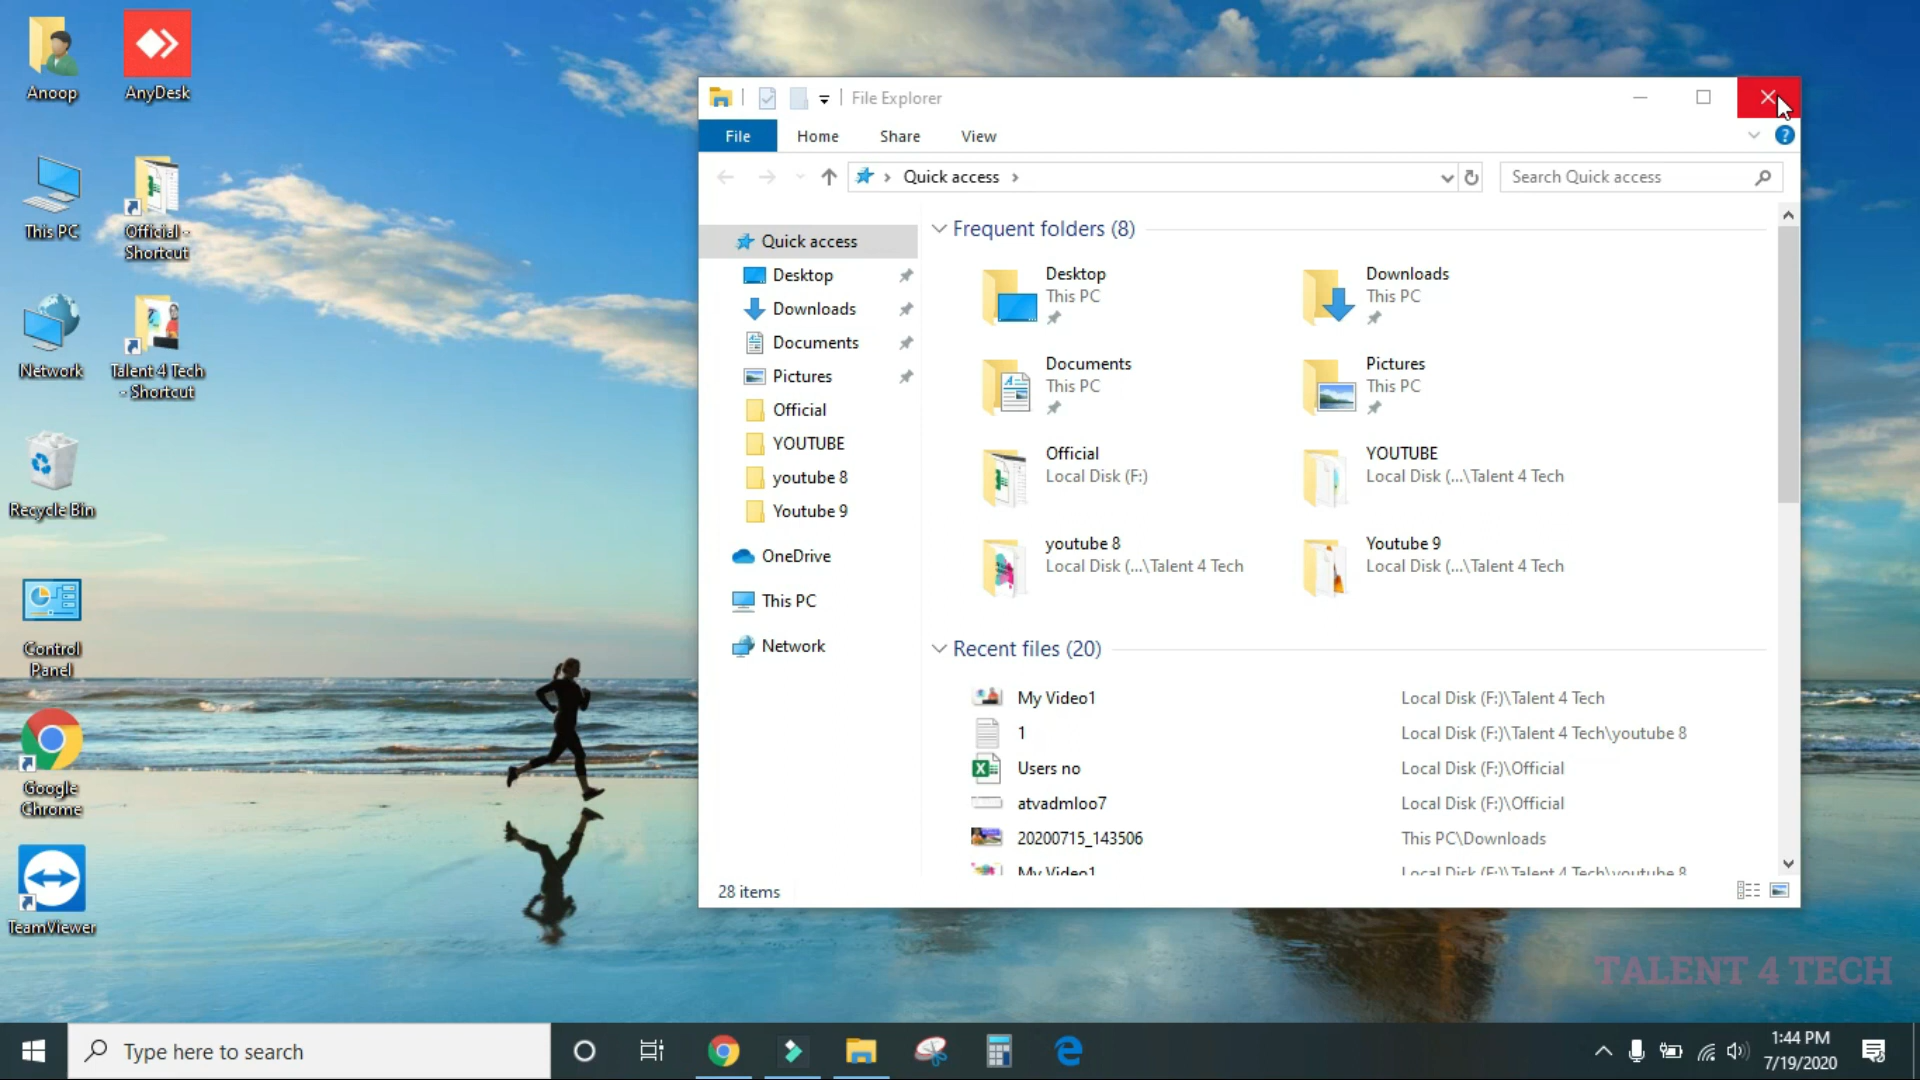 Anoop
AnyDesk
This PC
Official -
Shortcut
Network
Talent 4 Tech
- Shortcut
Recycle Bin
Control
Panel
Google
Chrome
TeamViewer
File Explorer
File
Home
Share
View
?
Quick access
Search Quick access
Quick access
Desktop
Downloads
Documents
Pictures
Official
YOUTUBE
youtube 8
Youtube 9
OneDrive
This PC
Network
Frequent folders (8)
Desktop
This PC
Downloads
This PC
Documents
This PC
Pictures
This PC
Official
Local Disk (F:)
YOUTUBE
Local Disk (...\Talent 4 Tech
youtube 8
Local Disk (...\Talent 4 Tech
Youtube 9
Local Disk (...\Talent 4 Tech
Recent files (20)
My Video1 Local Disk (F:)\Talent 4 Tech
1 Local Disk (F:)\Talent 4 Tech\youtube 8
Users no Local Disk (F:)\Official
atvadmloo7 Local Disk (F:)\Official
20200715_143506 This PC\Downloads
My Video1 Local Disk (F:)\Talent 4 Tech\youtube 8
28 items
TALENT 4 TECH
Type here to search
1:44 PM
7/19/2020